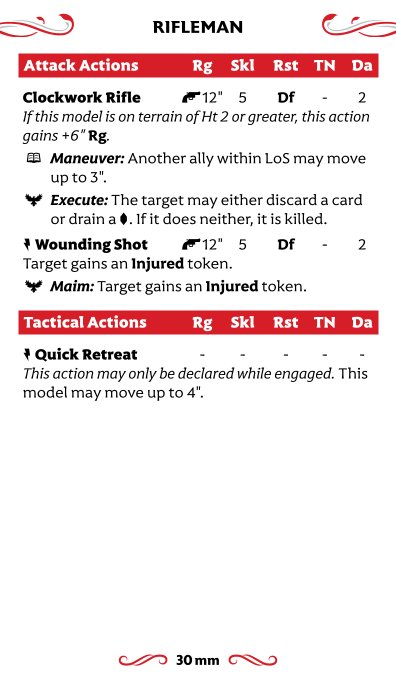 RIFLEMAN
Attack Actions Rg Skl Rst TN Da
Clockwork Rifle 12" 5 Df - 2
If this model is on terrain of Ht 2 or greater, this action
gains +6" Rg.
Maneuver: Another ally within LoS may move
up to 3".
Execute: The target may either discard a card
or drain a . If it does neither, it is killed.
Wounding Shot 12" 5 Df - 2
Target gains an Injured token.
Maim: Target gains an Injured token.
Tactical Actions Rg Skl Rst TN Da
Quick Retreat - - - - -
This action may only be declared while engaged. This
model may move up to 4".
30 mm